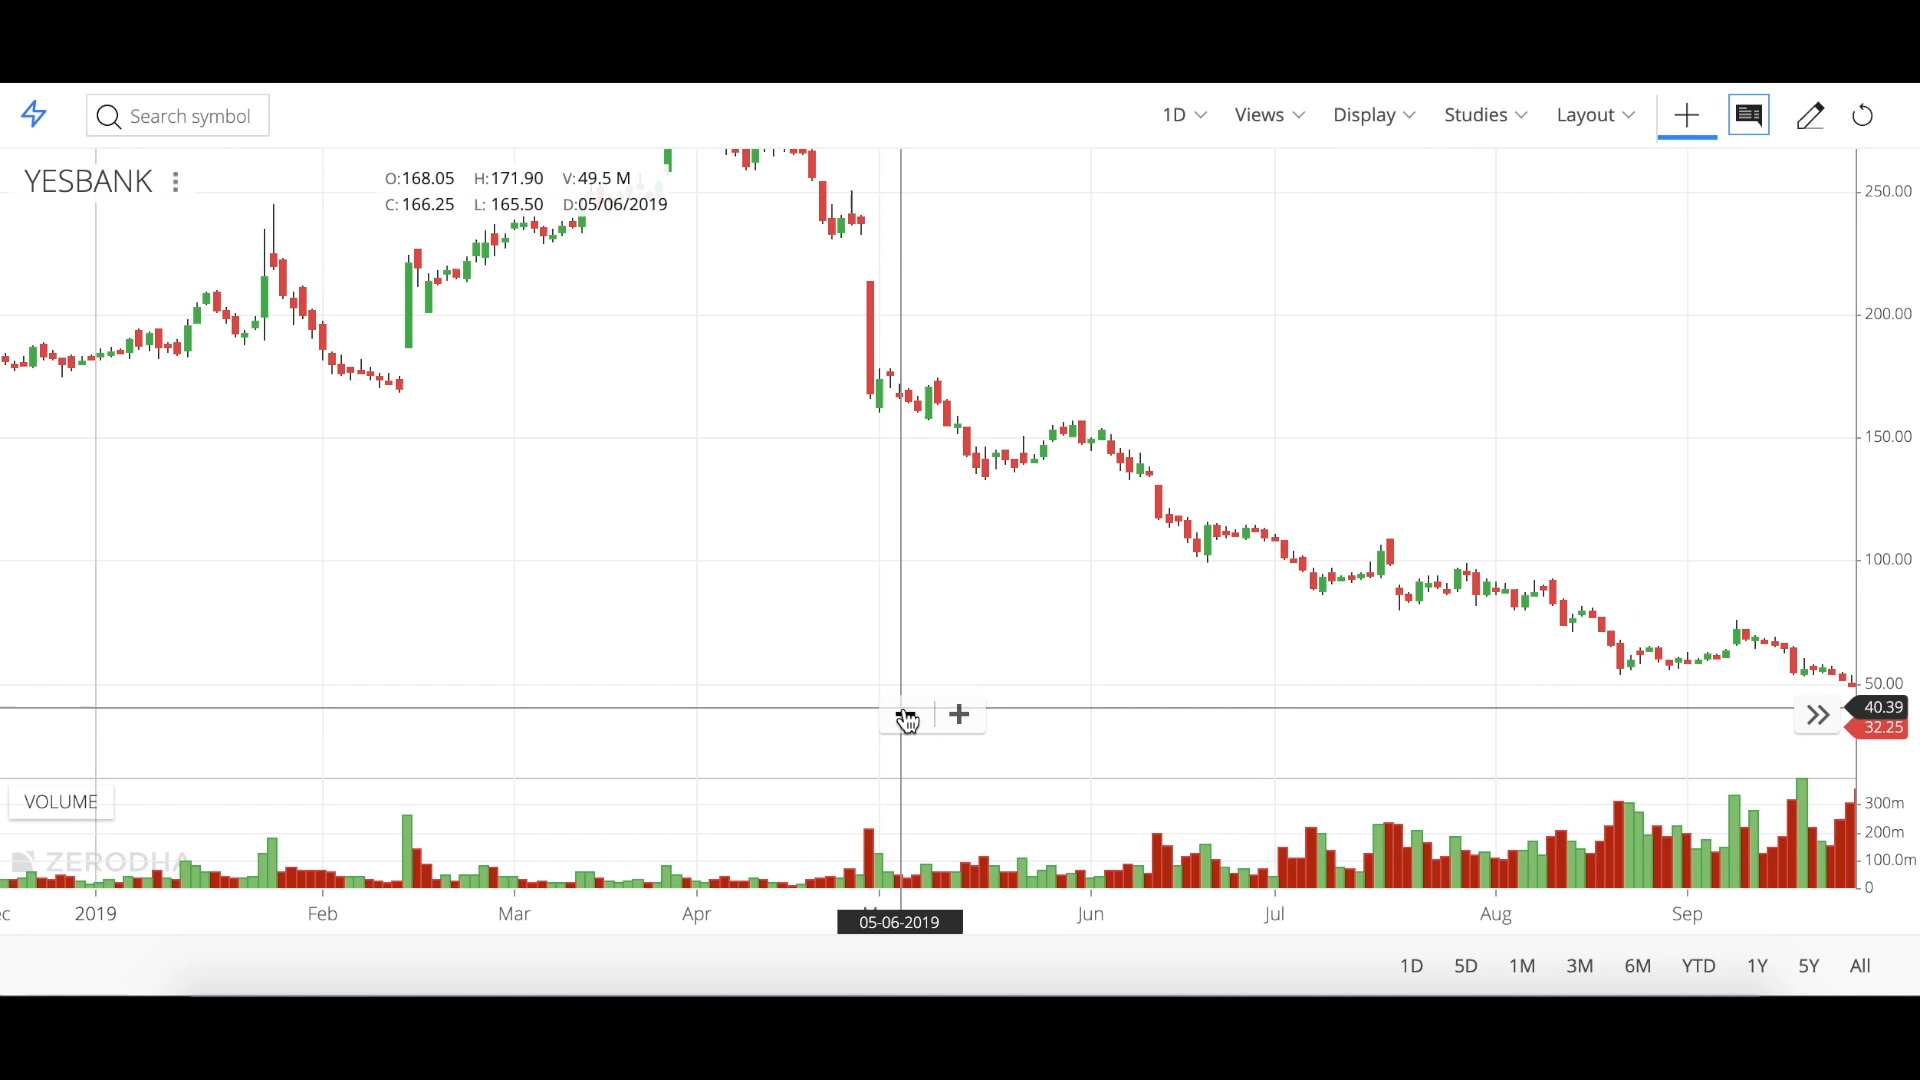 Search symbol
1D Views Display Studies Layout
YESBANK
O:168.05 H:171.90 V:49.5 M
C:166.25 L:165.50 D:05/06/2019
250.00
200.00
150.00
100.00
50.00
40.39
32.25
VOLUME
300m
200m
100.0m
0
ZERODHA
2019 Feb Mar Apr Jun Jul Aug Sep
05-06-2019
1D 5D 1M 3M 6M YTD 1Y 5Y All